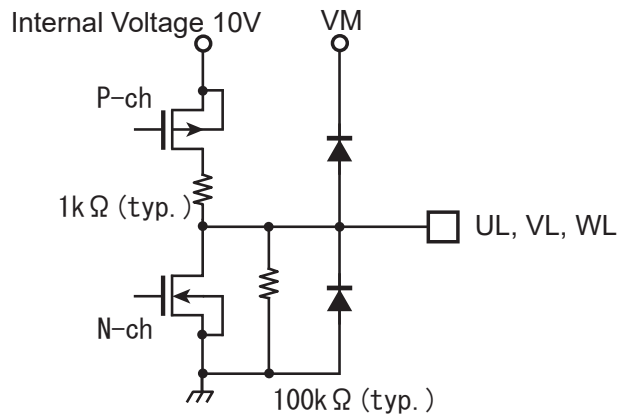 Internal Voltage 10V
VM
P-ch
1kΩ (typ.)
UL, VL, WL
N-ch
100kΩ (typ.)